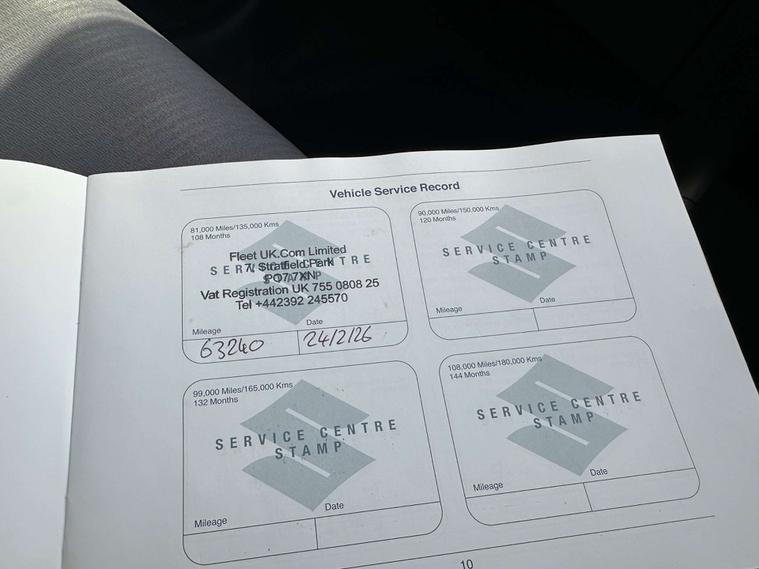 Vehicle Service Record
81,000 Miles/135,000 Kms
108 Months
Fleet UK.Com Limited
SERVICE CENTRE
7, Stratfield Park
STAMP
PO7 7XN
Vat Registration UK 755 0808 25
Tel +442392 245570
Mileage
Date
63240
24/2/26
90,000 Miles/150,000 Kms
120 Months
SERVICE CENTRE
STAMP
Mileage
Date
99,000 Miles/165,000 Kms
132 Months
SERVICE CENTRE
STAMP
Mileage
Date
108,000 Miles/180,000 Kms
144 Months
SERVICE CENTRE
STAMP
Mileage
Date
10